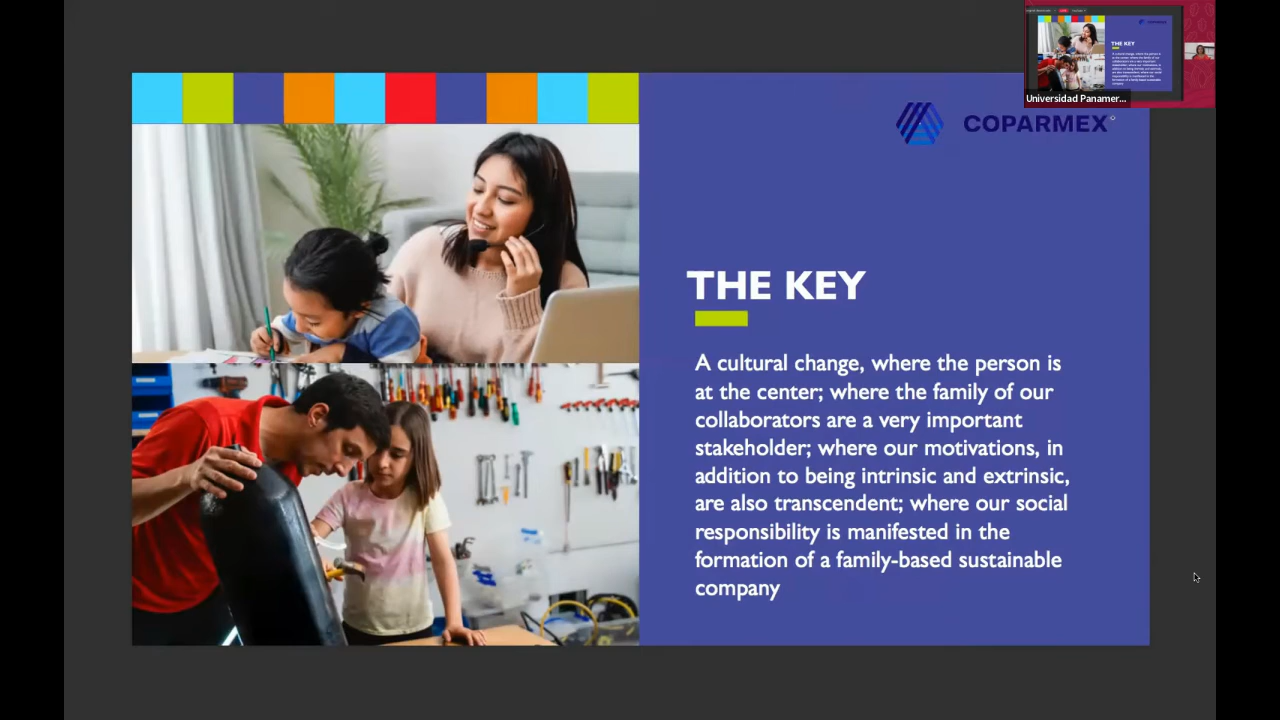 THE KEY
Universidad Panamer...
COPARMEX
THE KEY
A cultural change, where the person is
at the center; where the family of our
collaborators are a very important
stakeholder; where our motivations, in
addition to being intrinsic and extrinsic,
are also transcendent; where our social
responsibility is manifested in the
formation of a family-based sustainable
company